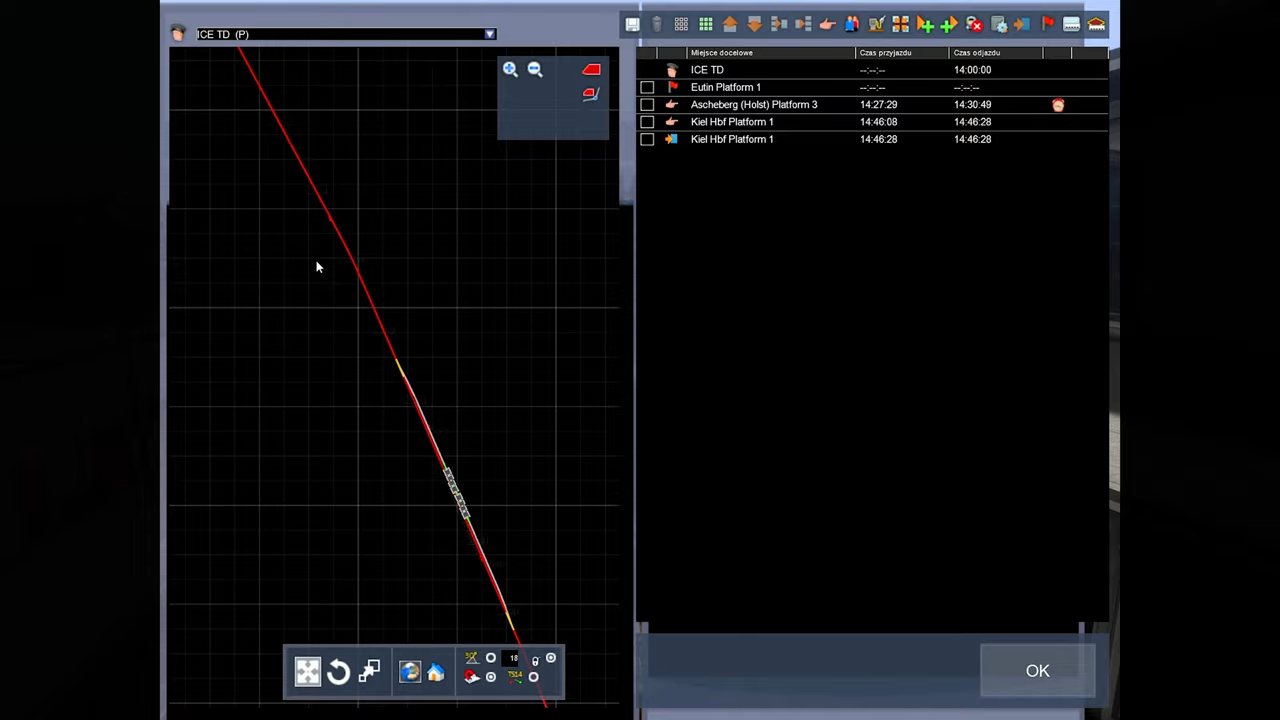 ICE TD (P)
Miejsce docelowe Czas przyjazdu Czas odjazdu
ICE TD --:--:-- 14:00:00
Eutin Platform 1 --:--:-- --:--:--
Ascheberg (Holst) Platform 3 14:27:29 14:30:49
Kiel Hbf Platform 1 14:46:08 14:46:28
Kiel Hbf Platform 1 14:46:28 14:46:28
18
OK